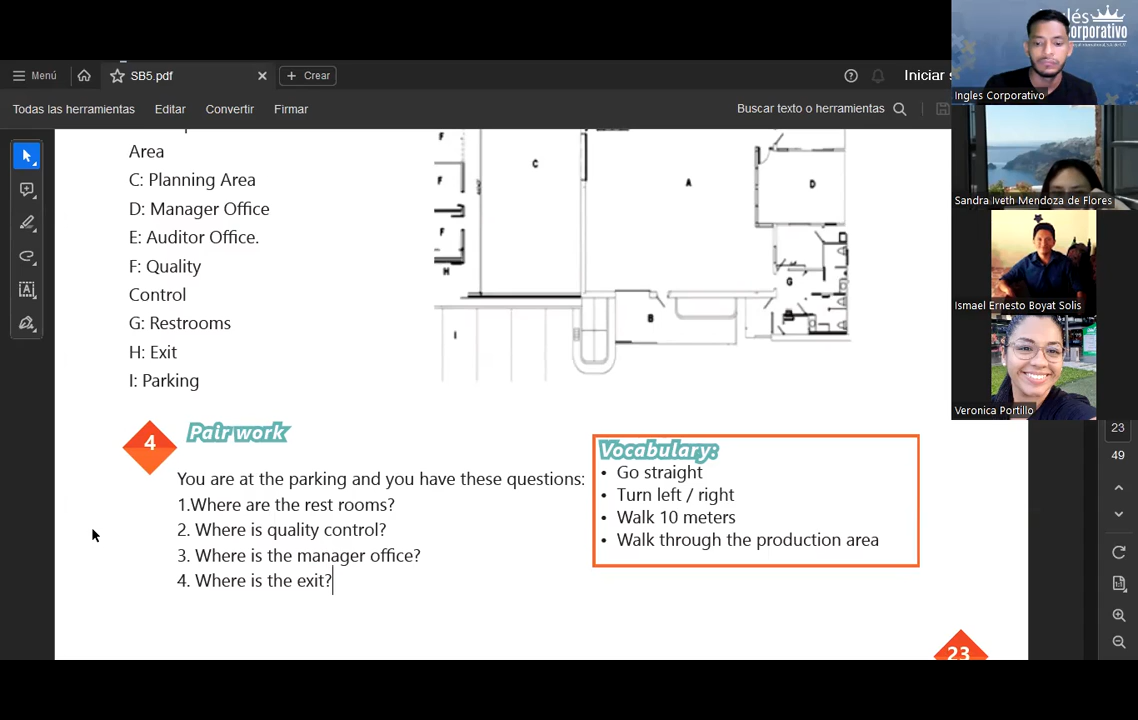 Menú
SB5.pdf
Crear
Iniciar s
Todas las herramientas
Editar
Convertir
Firmar
Buscar texto o herramientas
Area
C: Planning Area
D: Manager Office
E: Auditor Office.
F: Quality
Control
G: Restrooms
H: Exit
I: Parking
F
F
F
H
I
C
A
B
D
G
4
Pair work
You are at the parking and you have these questions:
1.Where are the rest rooms?
2. Where is quality control?
3. Where is the manager office?
4. Where is the exit?
Vocabulary:
• Go straight
• Turn left / right
• Walk 10 meters
• Walk through the production area
23
23
49
Ingles Corporativo
Sandra Iveth Mendoza de Flores
Ismael Ernesto Boyat Solis
Veronica Portillo